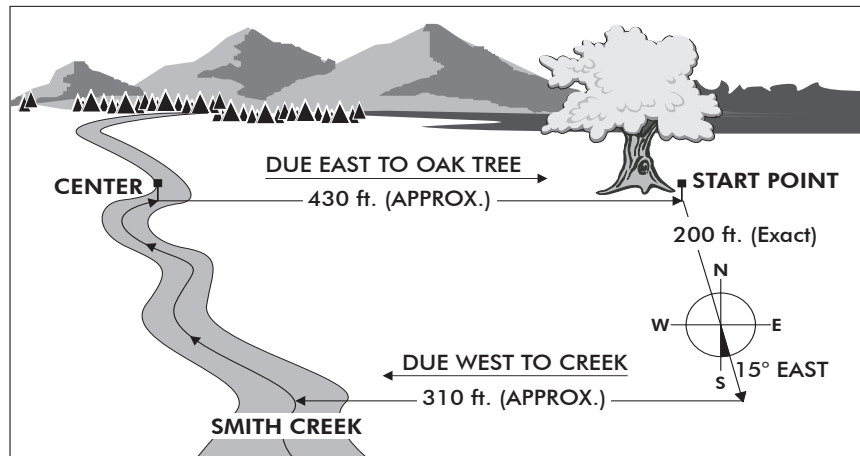 DUE EAST TO OAK TREE
CENTER
START POINT
430 ft. (APPROX.)
200 ft. (Exact)
N
W
E
S
15° EAST
DUE WEST TO CREEK
310 ft. (APPROX.)
SMITH CREEK